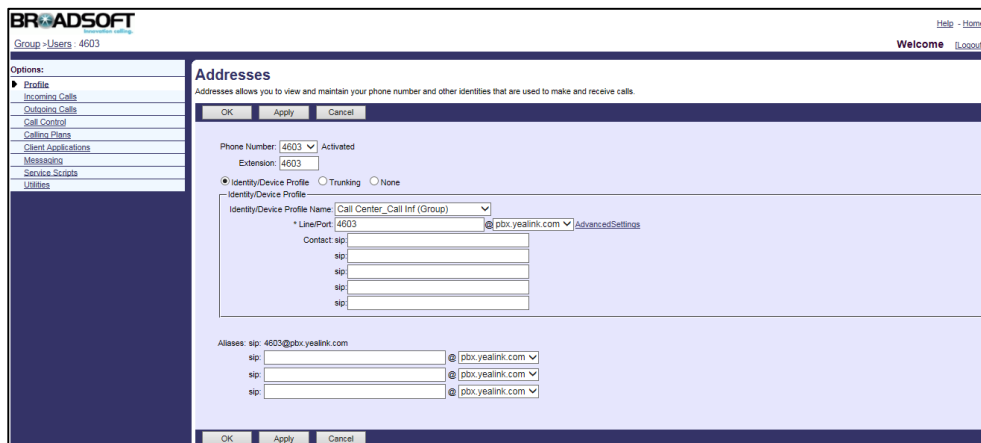 BROADSOFT
innovation calling.
Help - Home
Group >Users : 4603
Welcome [Logout
Options:
Profile
Incoming Calls
Outgoing Calls
Call Control
Calling Plans
Client Applications
Messaging
Service Scripts
Utilities
Addresses
Addresses allows you to view and maintain your phone number and other identities that are used to make and receive calls.
OK Apply Cancel
Phone Number: 4603 Activated
Extension: 4603
Identity/Device Profile Trunking None
Identity/Device Profile
Identity/Device Profile Name: Call Center_Call Inf (Group)
* Line/Port: 4603 @ pbx.yealink.com AdvancedSettings
Contact: sip:
sip:
sip:
sip:
sip:
Aliases: sip: 4603@pbx.yealink.com
sip: @ pbx.yealink.com
sip: @ pbx.yealink.com
sip: @ pbx.yealink.com
OK Apply Cancel